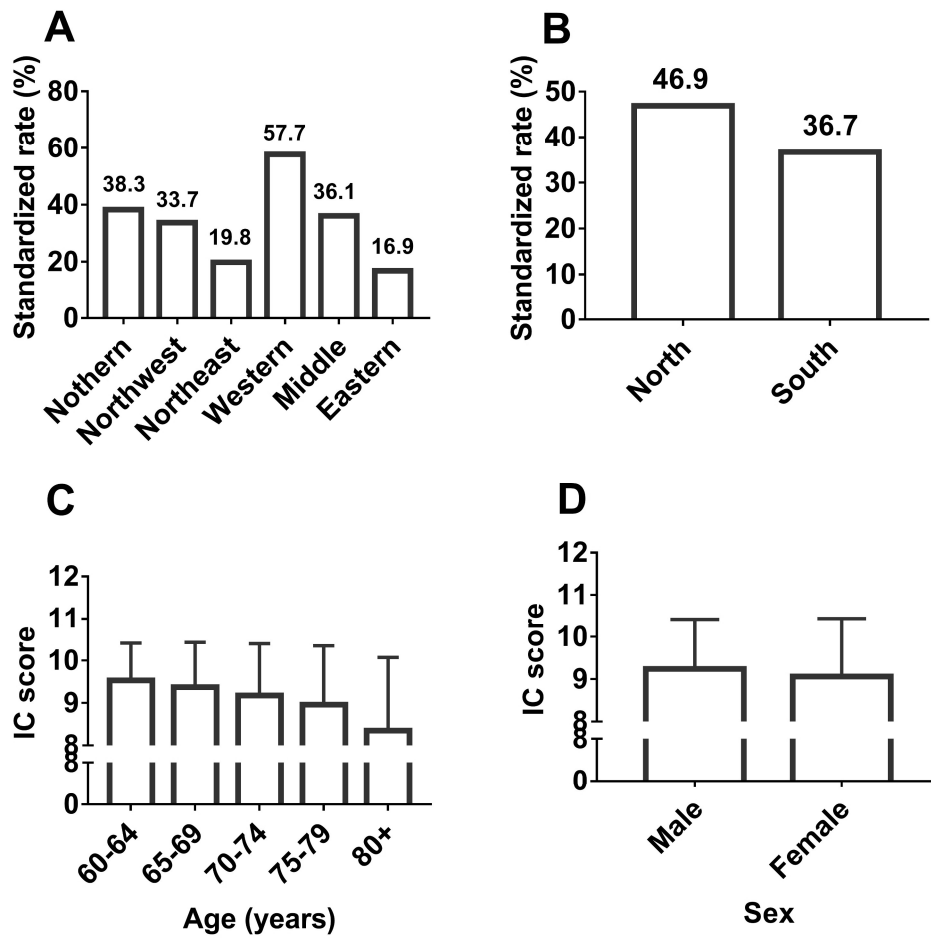 A
Standardized rate (%)
80
60
40
20
0
38.3
33.7
19.8
57.7
36.1
16.9
Nothern
Northwest
Northeast
Western
Middle
Eastern
B
Standardized rate (%)
50
40
30
20
10
0
46.9
36.7
North
South
C
IC score
12
11
10
9
8
8
0
60-64
65-69
70-74
75-79
80+
Age (years)
D
IC score
12
11
10
9
8
8
0
Male
Female
Sex